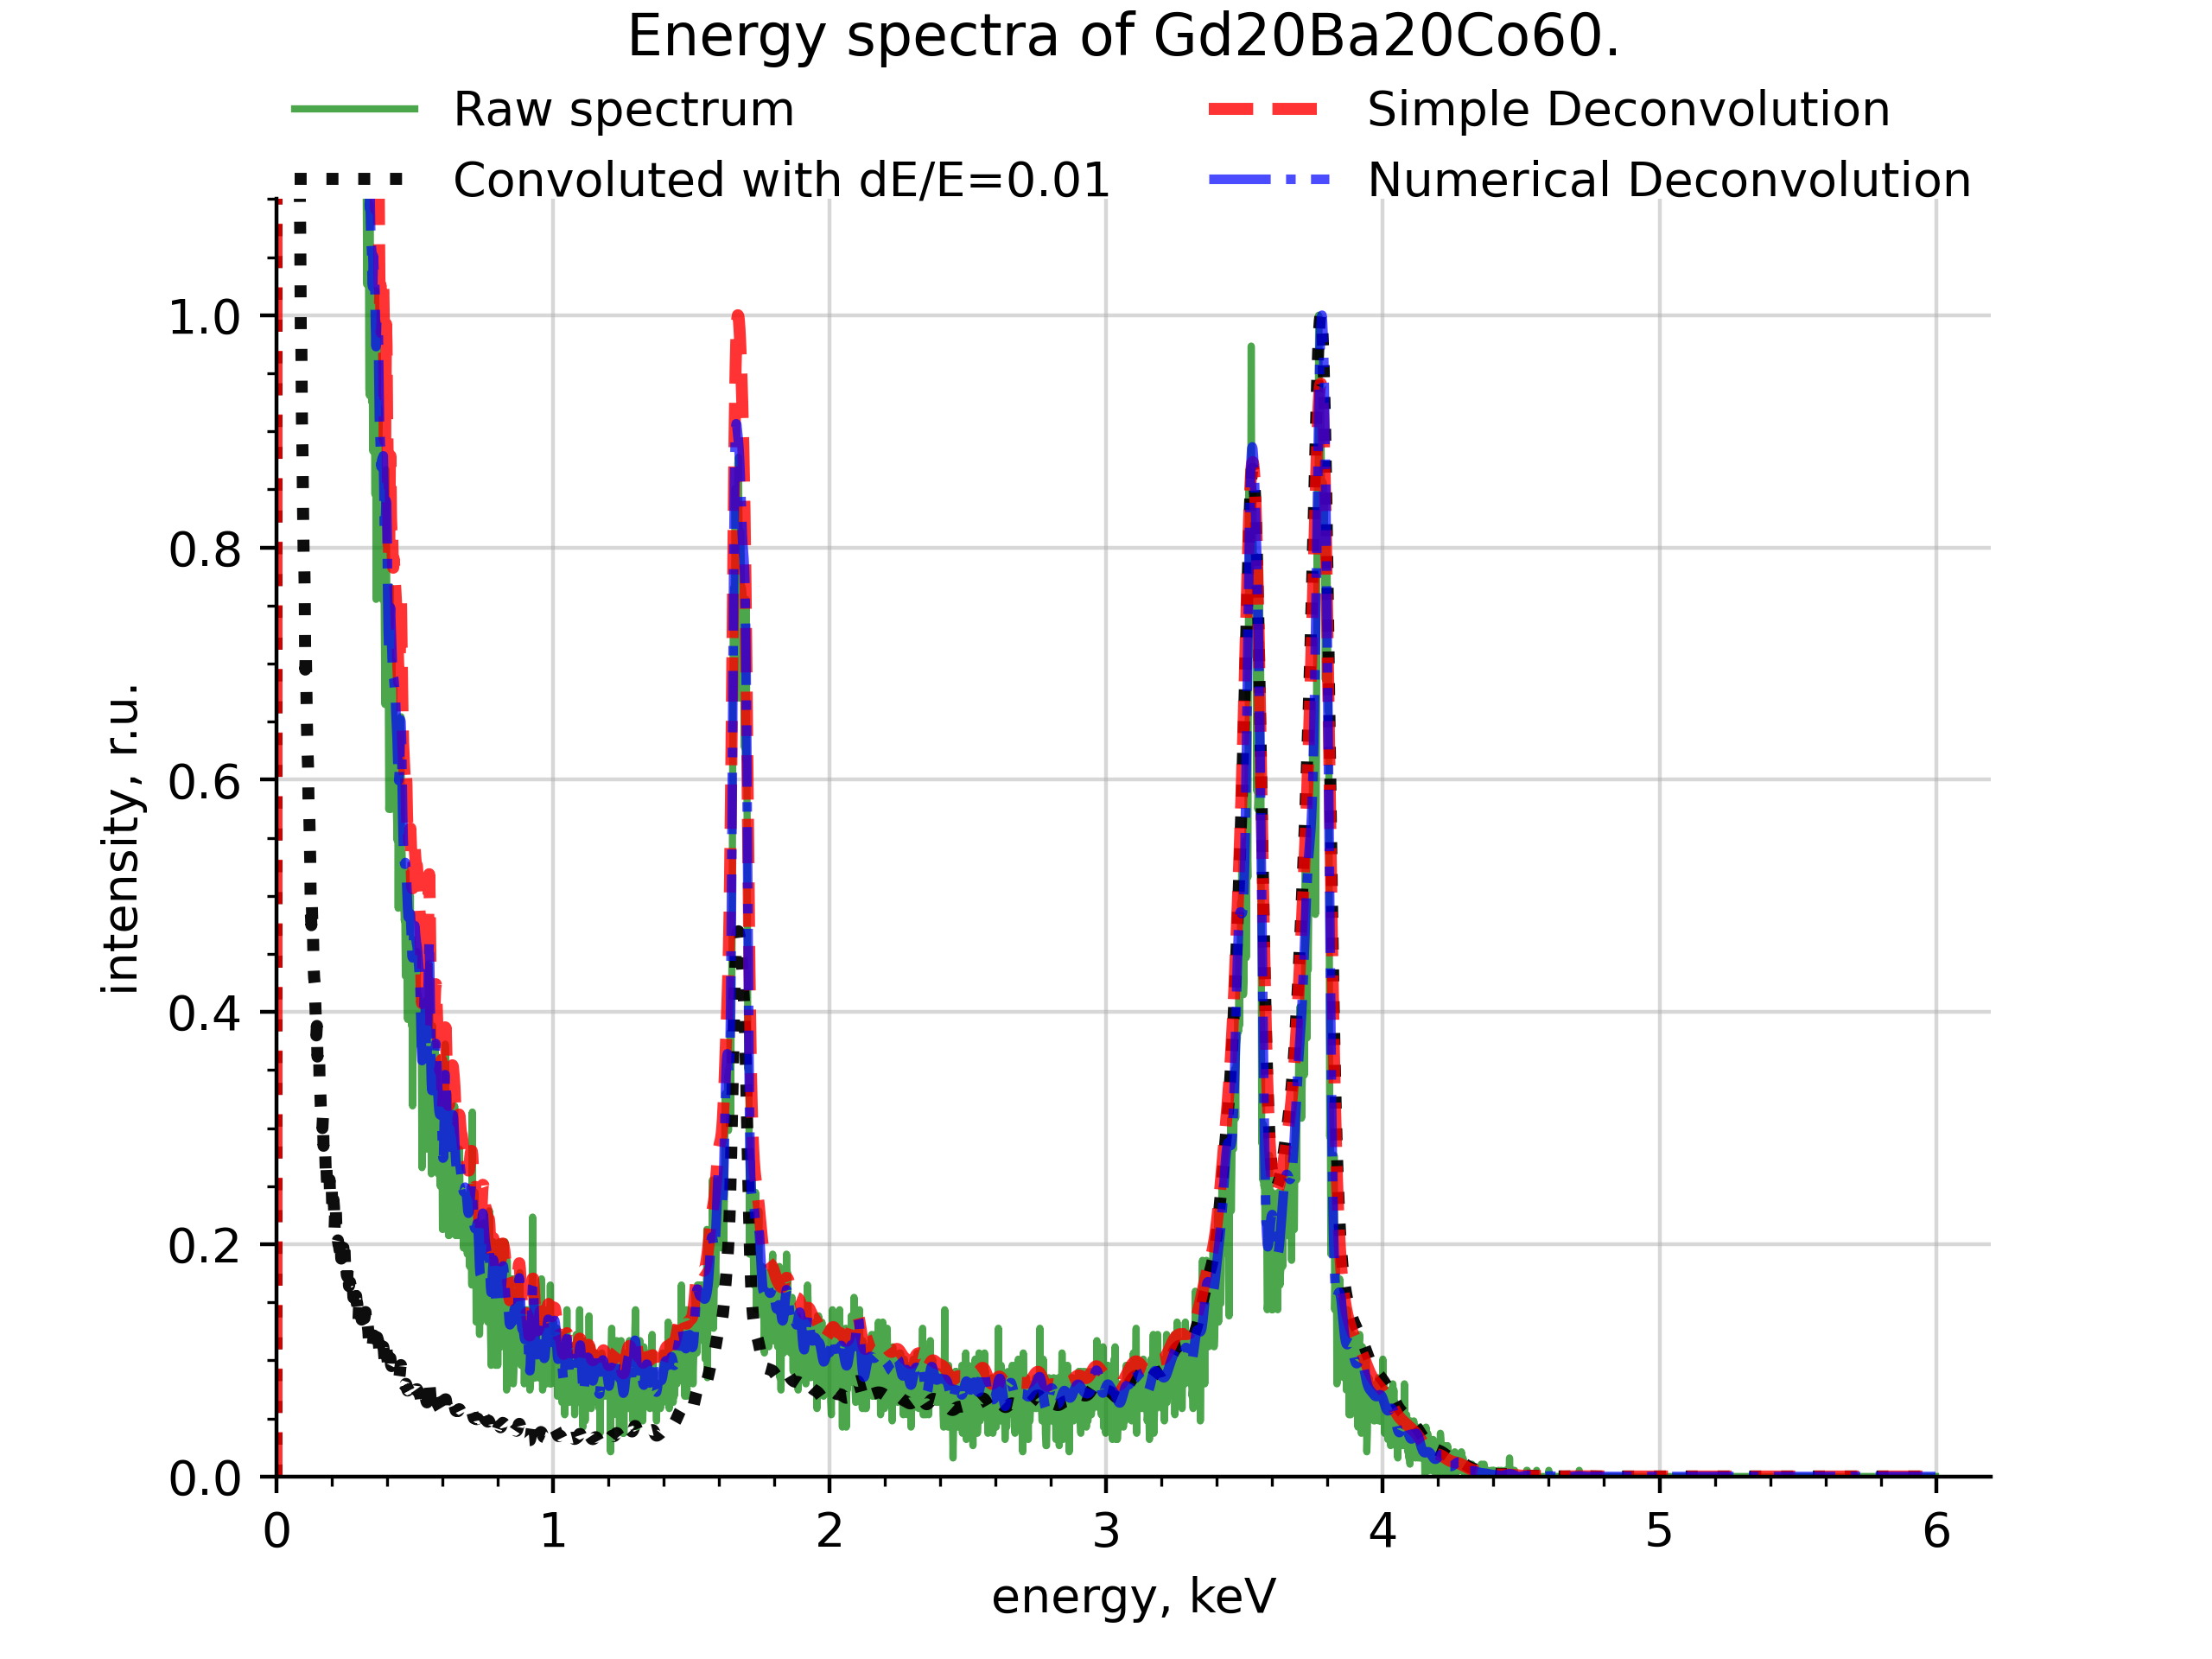 Energy spectra of Gd20Ba20Co60.
Raw spectrum
Convoluted with dE/E=0.01
Simple Deconvolution
Numerical Deconvolution
1.0
0.8
0.6
0.4
0.2
0.0
intensity, r.u.
0 1 2 3 4 5 6
energy, keV